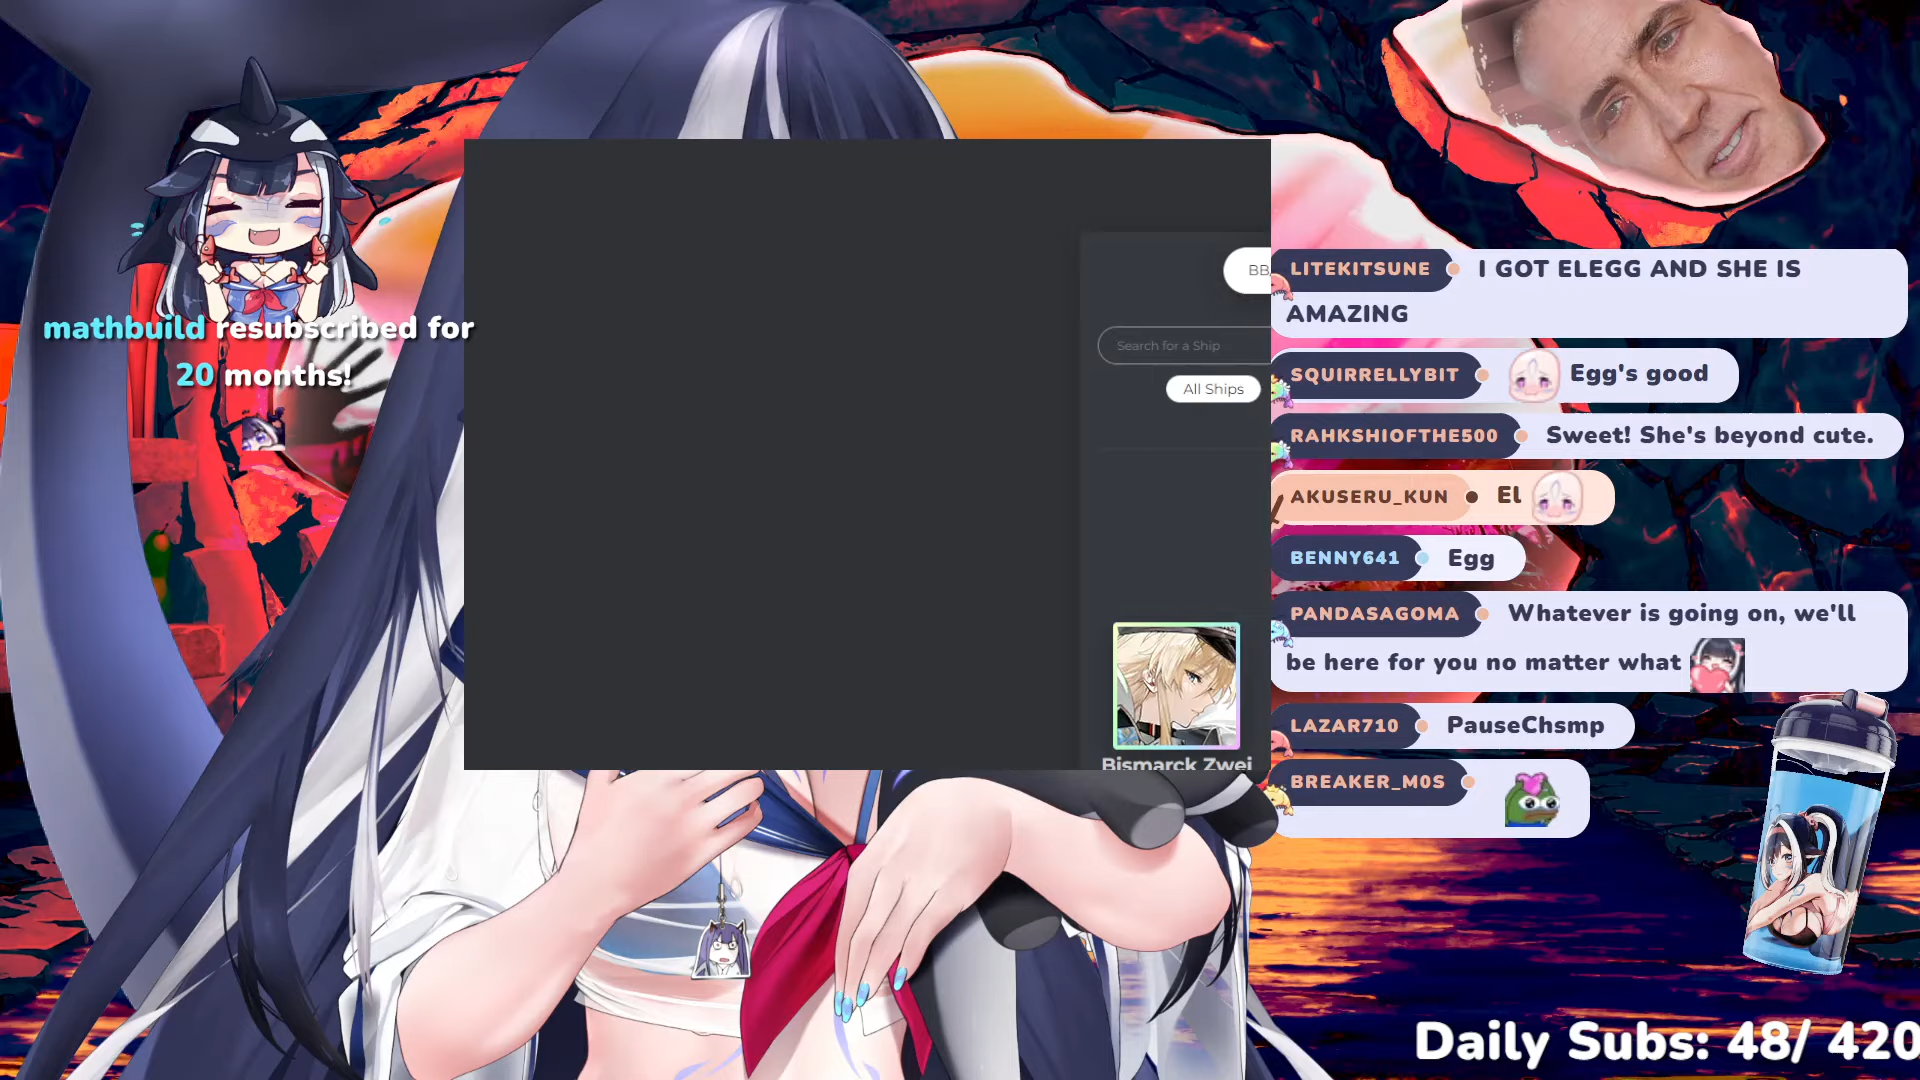 mathbuild resubscribed for
20 months!
BB
Search for a Ship
All Ships
Bismarck Zwei
LITEKITSUNE I GOT ELEGG AND SHE IS
AMAZING
SQUIRRELLYBIT Egg's good
RAHKSHIOFTHE500 Sweet! She's beyond cute.
AKUSERU_KUN El
BENNY641 Egg
PANDASAGOMA Whatever is going on, we'll
be here for you no matter what
LAZAR710 PauseChsmp
BREAKER_M0S
Daily Subs: 48/ 420